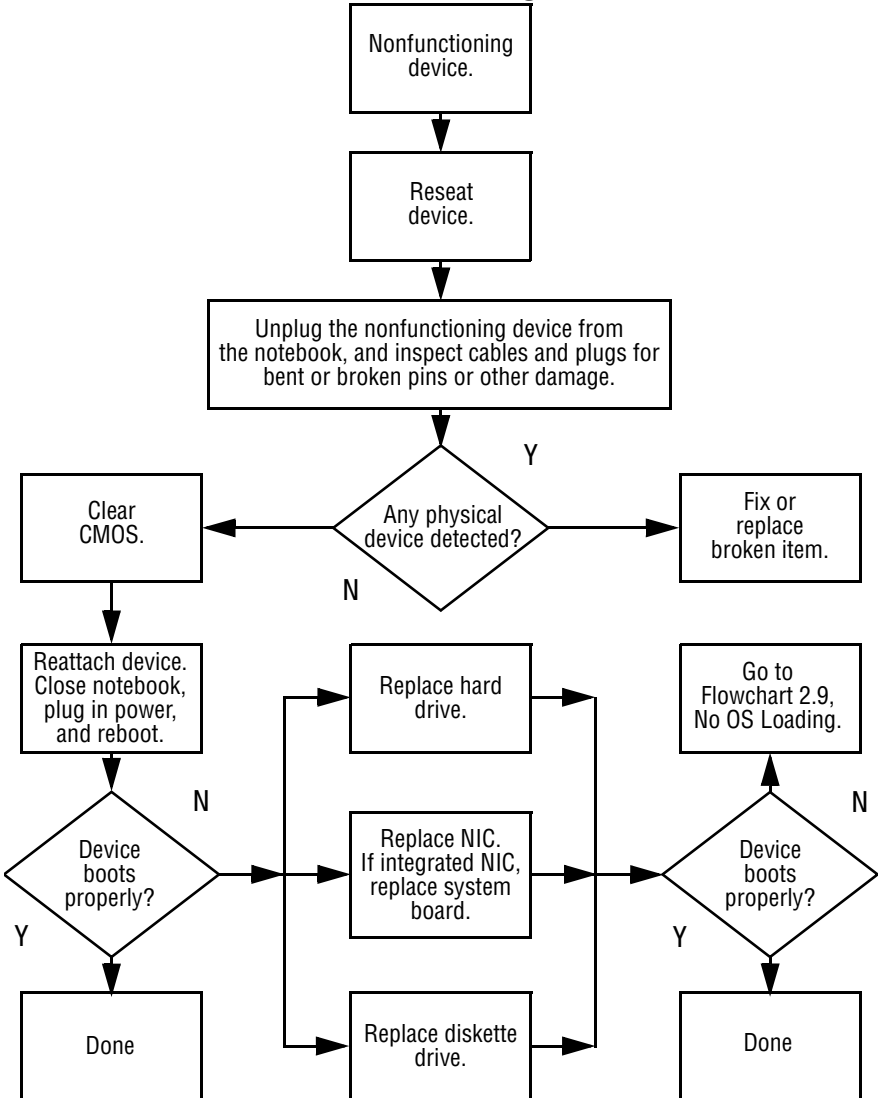 Nonfunctioning
device.
Reseat
device.
Unplug the nonfunctioning device from
the notebook, and inspect cables and plugs for
bent or broken pins or other damage.
Y
Any physical
device detected?
N
Clear
CMOS.
Fix or
replace
broken item.
Reattach device.
Close notebook,
plug in power,
and reboot.
Replace hard
drive.
Go to
Flowchart 2.9,
No OS Loading.
N
Device
boots
properly?
Y
Replace NIC.
If integrated NIC,
replace system
board.
N
Device
boots
properly?
Y
Done
Replace diskette
drive.
Done